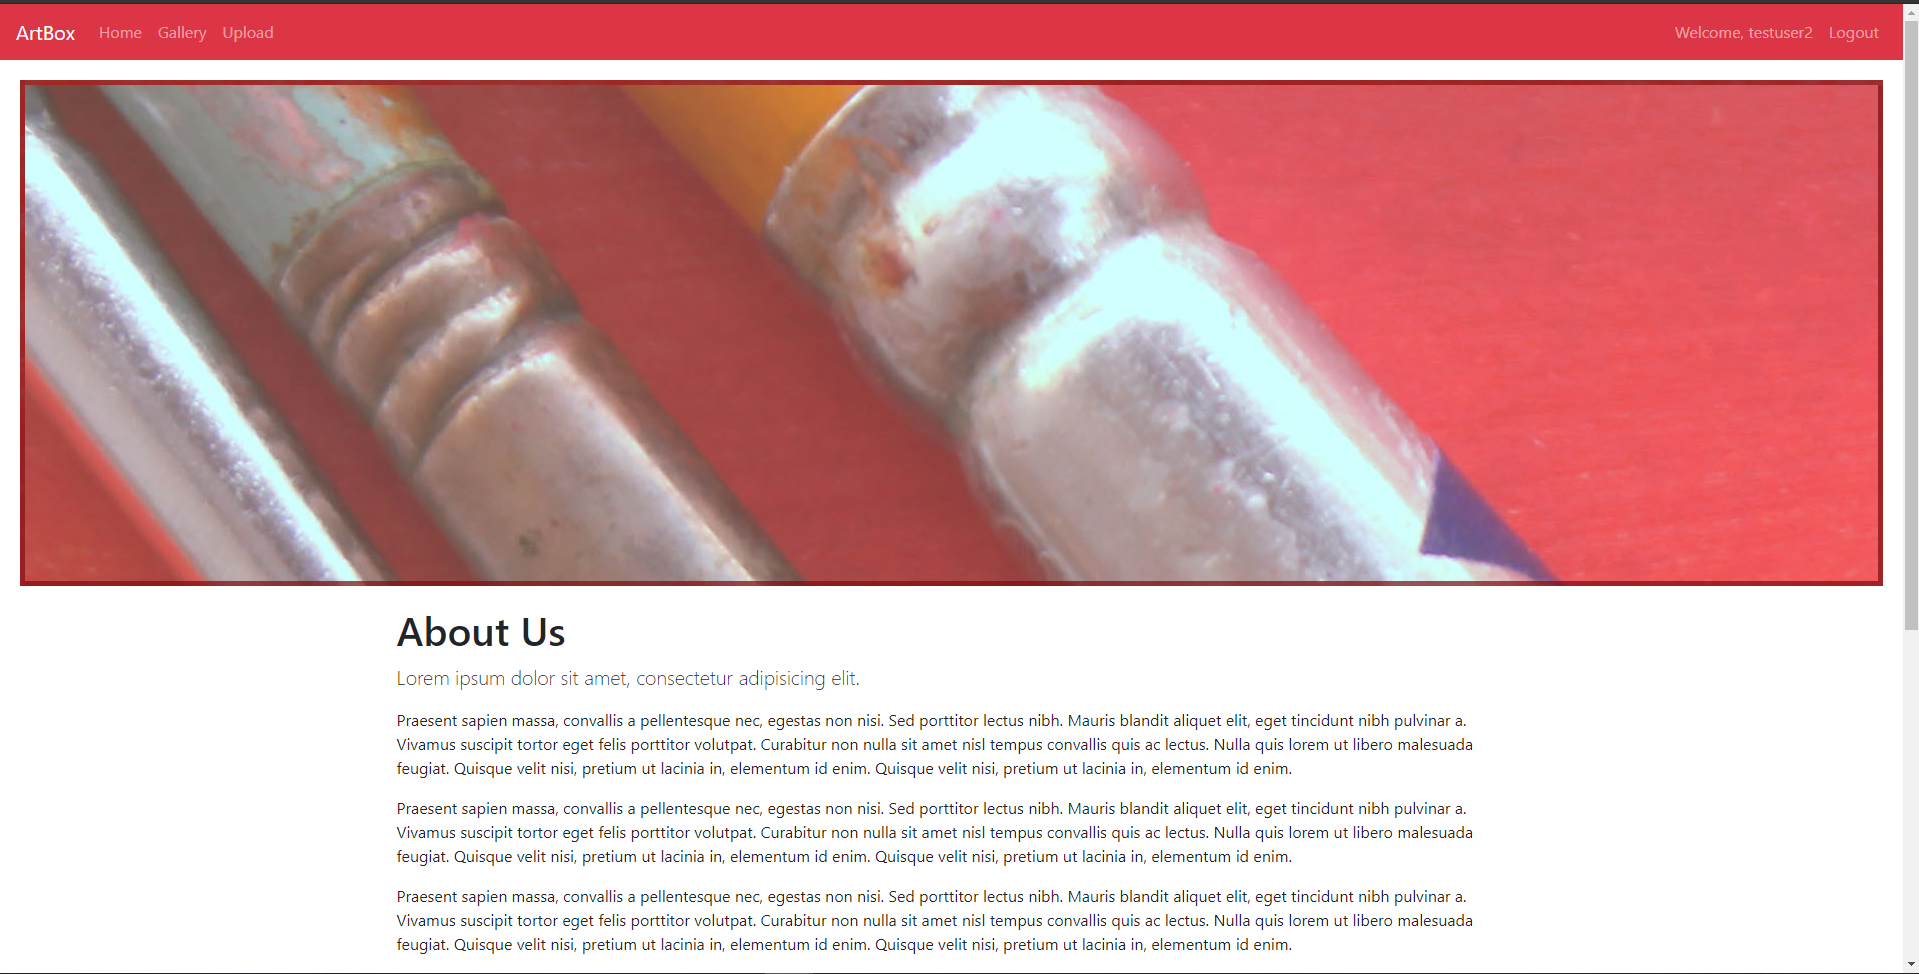 ArtBox Home Gallery Upload Welcome, testuser2 Logout
About Us
Lorem ipsum dolor sit amet, consectetur adipisicing elit.
Praesent sapien massa, convallis a pellentesque nec, egestas non nisi. Sed porttitor lectus nibh. Mauris blandit aliquet elit, eget tincidunt nibh pulvinar a.
Vivamus suscipit tortor eget felis porttitor volutpat. Curabitur non nulla sit amet nisl tempus convallis quis ac lectus. Nulla quis lorem ut libero malesuada
feugiat. Quisque velit nisi, pretium ut lacinia in, elementum id enim. Quisque velit nisi, pretium ut lacinia in, elementum id enim.
Praesent sapien massa, convallis a pellentesque nec, egestas non nisi. Sed porttitor lectus nibh. Mauris blandit aliquet elit, eget tincidunt nibh pulvinar a.
Vivamus suscipit tortor eget felis porttitor volutpat. Curabitur non nulla sit amet nisl tempus convallis quis ac lectus. Nulla quis lorem ut libero malesuada
feugiat. Quisque velit nisi, pretium ut lacinia in, elementum id enim. Quisque velit nisi, pretium ut lacinia in, elementum id enim.
Praesent sapien massa, convallis a pellentesque nec, egestas non nisi. Sed porttitor lectus nibh. Mauris blandit aliquet elit, eget tincidunt nibh pulvinar a.
Vivamus suscipit tortor eget felis porttitor volutpat. Curabitur non nulla sit amet nisl tempus convallis quis ac lectus. Nulla quis lorem ut libero malesuada
feugiat. Quisque velit nisi, pretium ut lacinia in, elementum id enim. Quisque velit nisi, pretium ut lacinia in, elementum id enim.